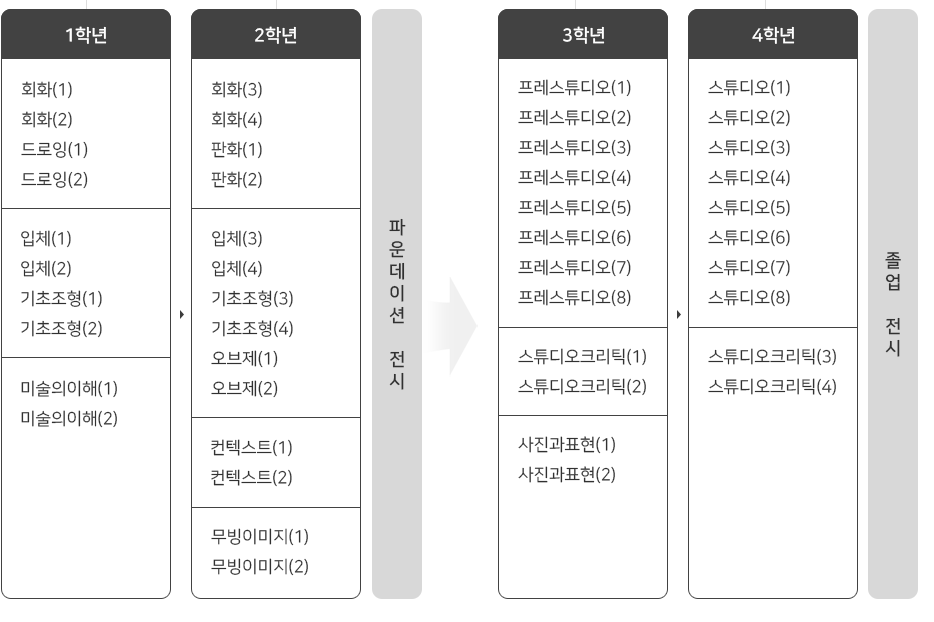 1학년
회화(1)
회화(2)
드로잉(1)
드로잉(2)
입체(1)
입체(2)
기초조형(1)
기초조형(2)
미술의이해(1)
미술의이해(2)
2학년
회화(3)
회화(4)
판화(1)
판화(2)
입체(3)
입체(4)
기초조형(3)
기초조형(4)
오브제(1)
오브제(2)
컨텍스트(1)
컨텍스트(2)
무빙이미지(1)
무빙이미지(2)
파운데이션 전시
3학년
프레스튜디오(1)
프레스튜디오(2)
프레스튜디오(3)
프레스튜디오(4)
프레스튜디오(5)
프레스튜디오(6)
프레스튜디오(7)
프레스튜디오(8)
스튜디오크리틱(1)
스튜디오크리틱(2)
사진과표현(1)
사진과표현(2)
4학년
스튜디오(1)
스튜디오(2)
스튜디오(3)
스튜디오(4)
스튜디오(5)
스튜디오(6)
스튜디오(7)
스튜디오(8)
스튜디오크리틱(3)
스튜디오크리틱(4)
졸업 전시